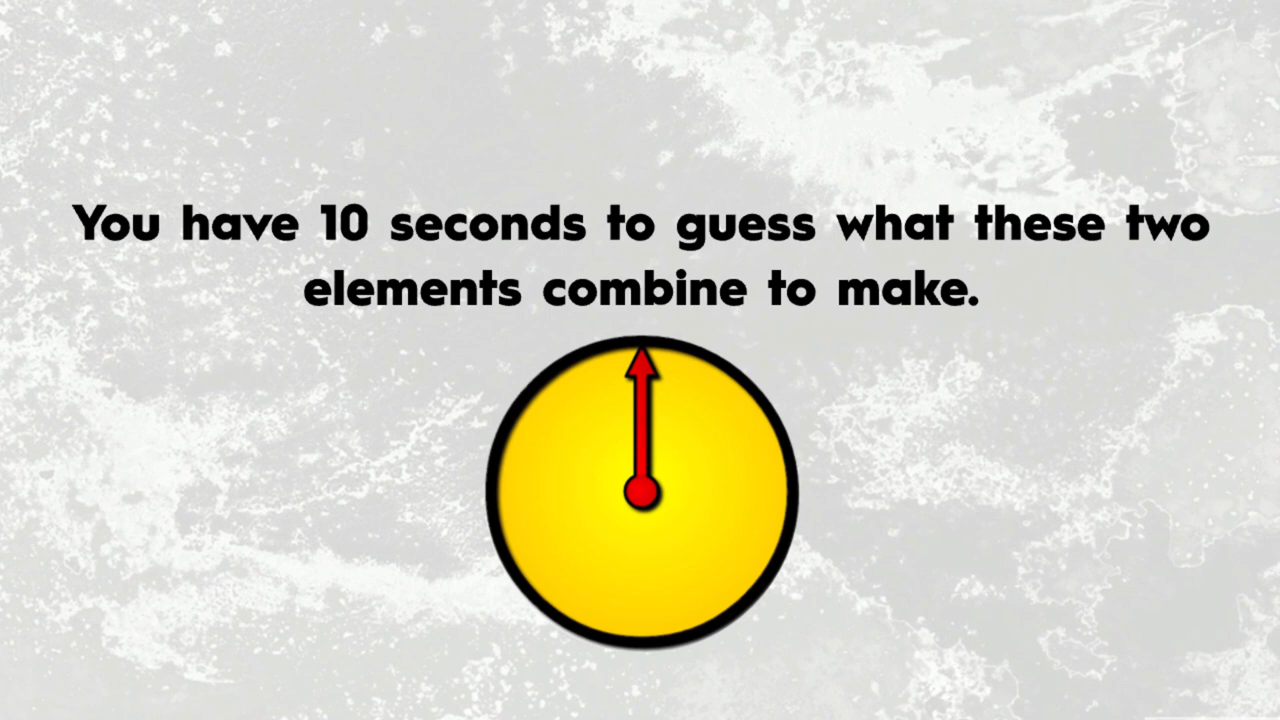 You have 10 seconds to guess what these two
elements combine to make.